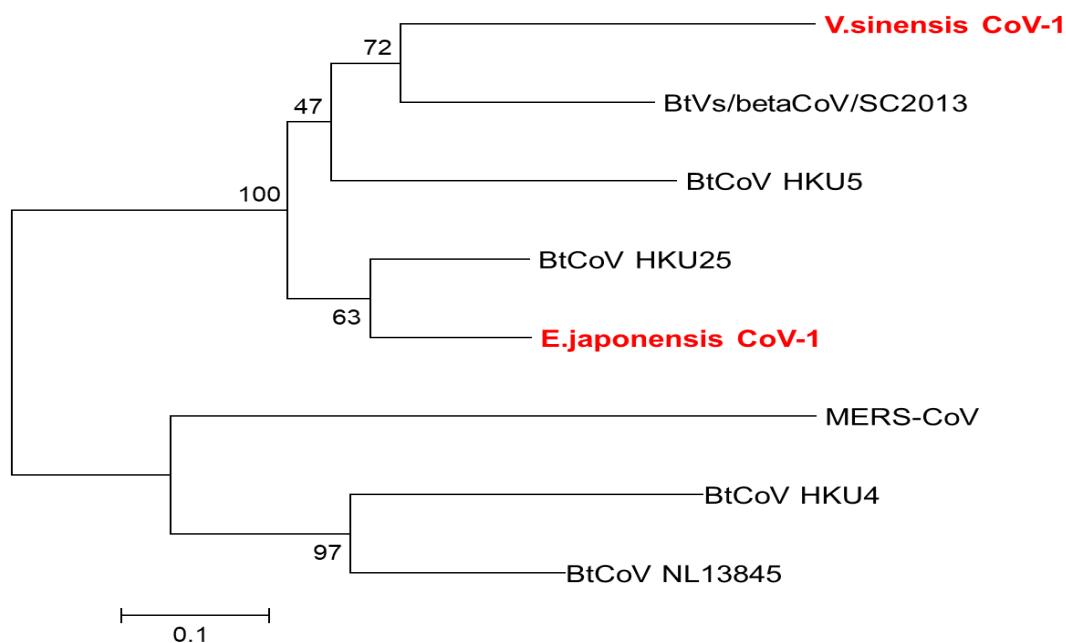 V.sinensis CoV-1
72
BtVs/betaCoV/SC2013
47
BtCoV HKU5
100
BtCoV HKU25
63
E.japonensis CoV-1
MERS-CoV
BtCoV HKU4
97
BtCoV NL13845
0.1